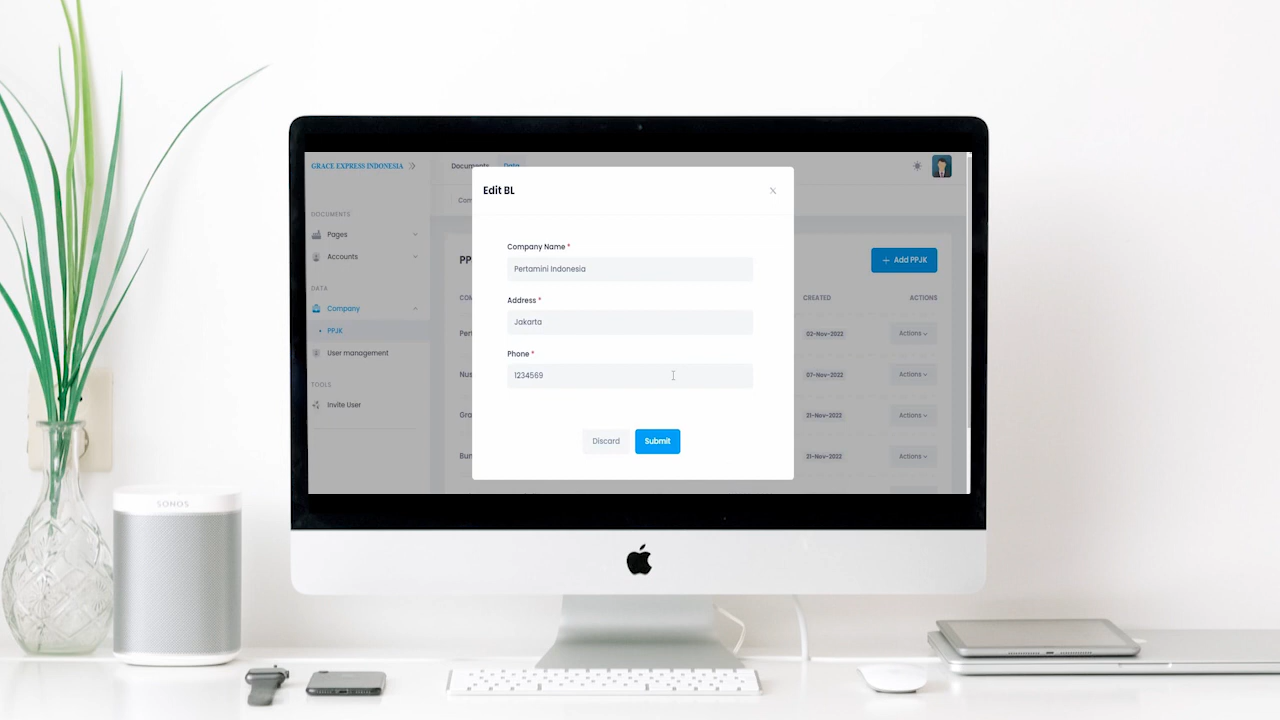 GRACE EXPRESS INDONESIA
Documents Data
DOCUMENTS
Pages
Accounts
DATA
Company
PPJK
User management
TOOLS
Invite User
Edit BL
Company Name *
Pertamini Indonesia
Address *
Jakarta
Phone *
1234569
Discard Submit
+ Add PPJK
CREATED ACTIONS
02-Nov-2022 Actions
07-Nov-2022 Actions
21-Nov-2022 Actions
21-Nov-2022 Actions
SONOS